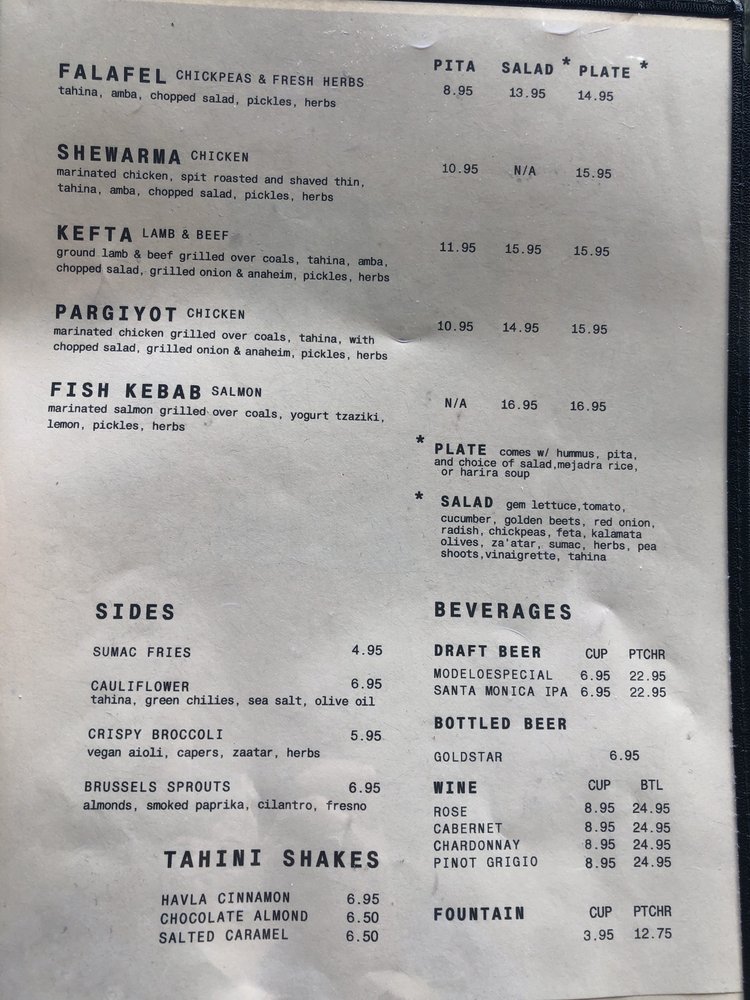 PITA SALAD * PLATE *
FALAFEL CHICKPEAS & FRESH HERBS 8.95 13.95 14.95
tahina, amba, chopped salad, pickles, herbs
SHEWARMA CHICKEN
marinated chicken, spit roasted and shaved thin, 10.95 N/A 15.95
tahina, amba, chopped salad, pickles, herbs
KEFTA LAMB & BEEF
ground lamb & beef grilled over coals, tahina, amba, 11.95 15.95 15.95
chopped salad, grilled onion & anaheim, pickles, herbs
PARGIYOT CHICKEN
marinated chicken grilled over coals, tahina, with 10.95 14.95 15.95
chopped salad, grilled onion & anaheim, pickles, herbs
FISH KEBAB SALMON
marinated salmon grilled over coals, yogurt tzaziki, N/A 16.95 16.95
lemon, pickles, herbs
* PLATE comes w/ hummus, pita,
and choice of salad,mejadra rice,
or harira soup
* SALAD gem lettuce,tomato,
cucumber, golden beets, red onion,
radish, chickpeas, feta, kalamata
olives, za'atar, sumac, herbs, pea
shoots,vinaigrette, tahina
SIDES
SUMAC FRIES 4.95
CAULIFLOWER 6.95
tahina, green chilies, sea salt, olive oil
CRISPY BROCCOLI 5.95
vegan aioli, capers, zaatar, herbs
BRUSSELS SPROUTS 6.95
almonds, smoked paprika, cilantro, fresno
TAHINI SHAKES
HAVLA CINNAMON 6.95
CHOCOLATE ALMOND 6.50
SALTED CARAMEL 6.50
BEVERAGES
DRAFT BEER CUP PTCHR
MODELOESPECIAL 6.95 22.95
SANTA MONICA IPA 6.95 22.95
BOTTLED BEER
GOLDSTAR 6.95
WINE CUP BTL
ROSE 8.95 24.95
CABERNET 8.95 24.95
CHARDONNAY 8.95 24.95
PINOT GRIGIO 8.95 24.95
FOUNTAIN CUP PTCHR
3.95 12.75